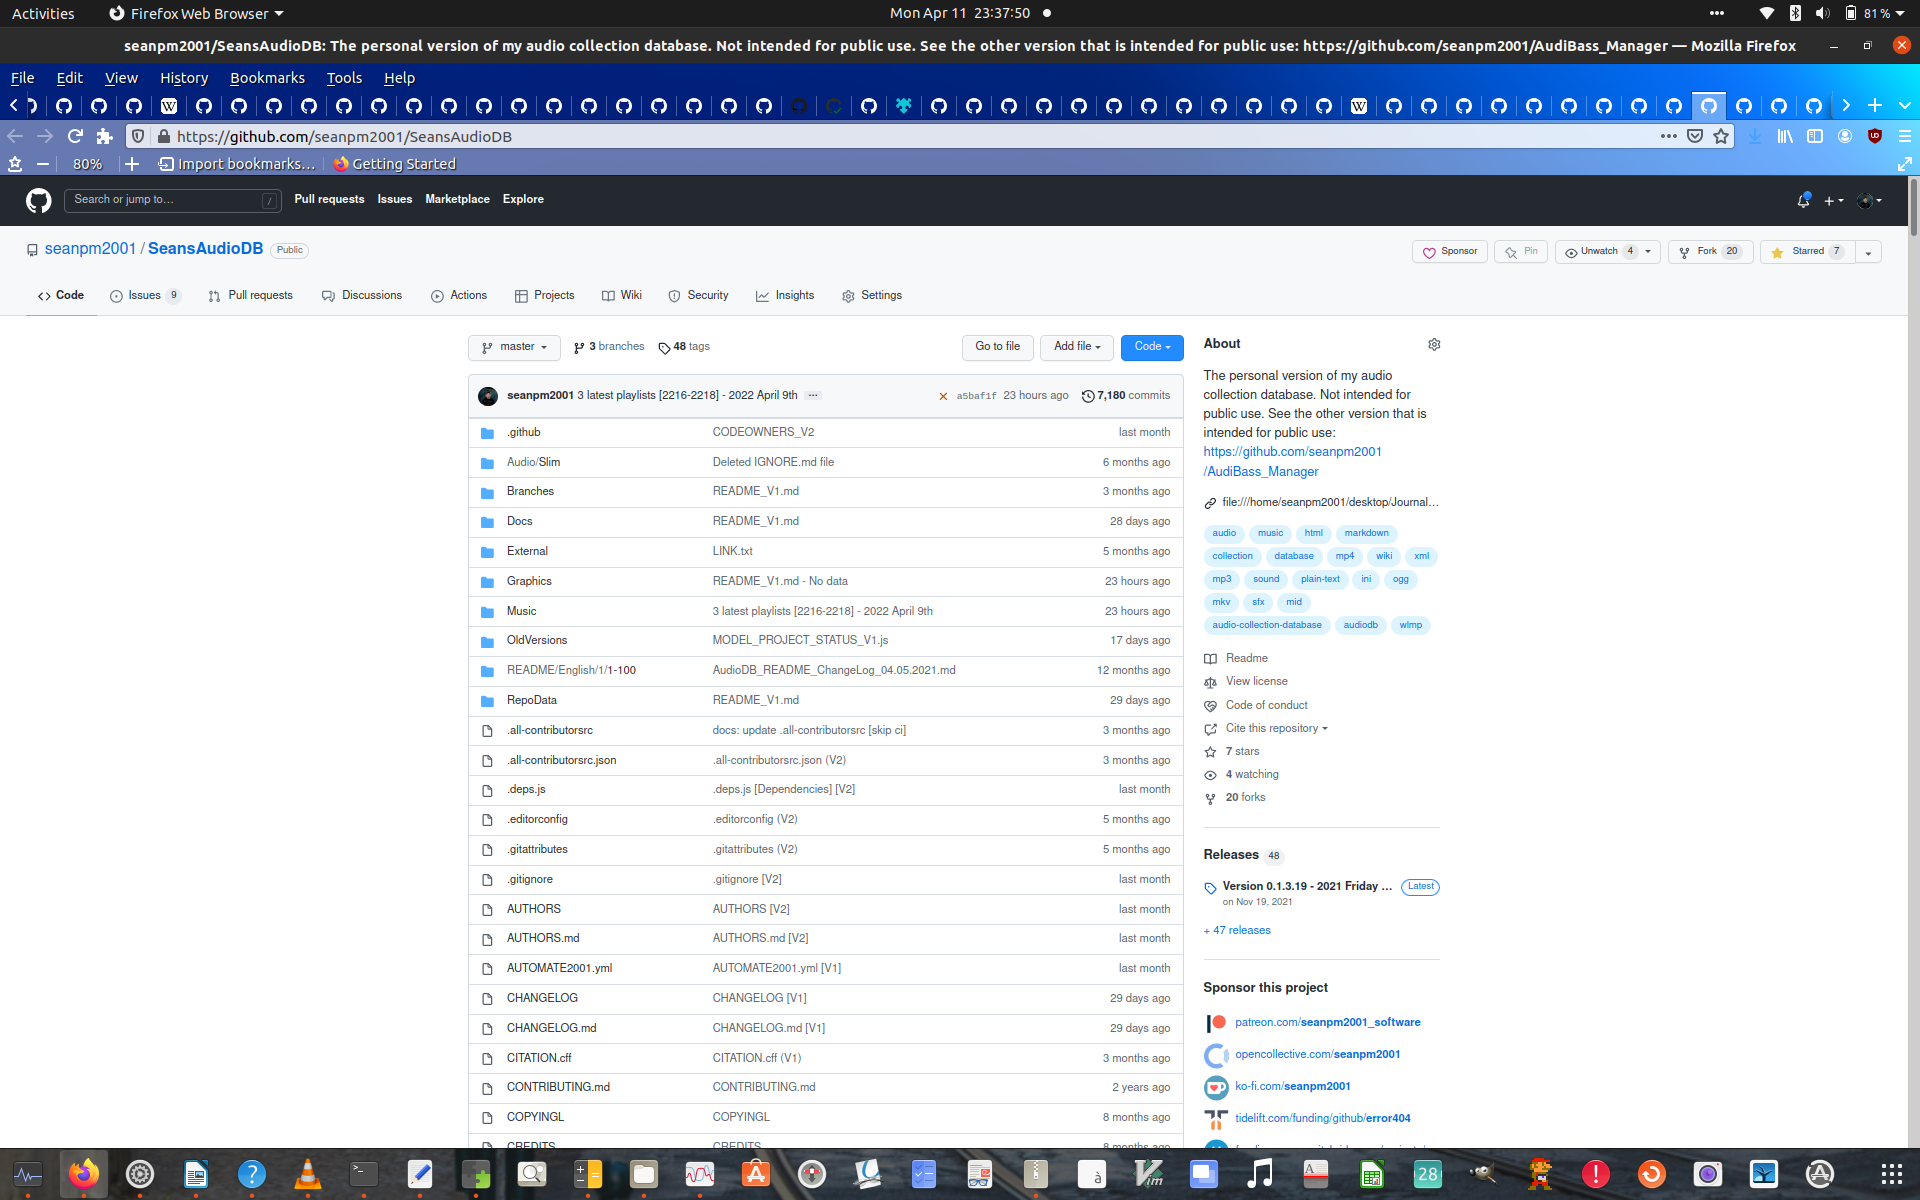 Activities
Firefox Web Browser
Mon Apr 11 23:37:50
81 %
seanpm2001/SeansAudioDB: The personal version of my audio collection database. Not intended for public use. See the other version that is intended for public use: https://github.com/seanpm2001/AudiBass_Manager — Mozilla Firefox
File Edit View History Bookmarks Tools Help
https://github.com/seanpm2001/SeansAudioDB
80%
Import bookmarks...
Getting Started
Search or jump to...
/
Pull requests Issues Marketplace Explore
seanpm2001 / SeansAudioDB Public
Sponsor
Pin
Unwatch 4
Fork 20
Starred 7
Code
Issues 9
Pull requests
Discussions
Actions
Projects
Wiki
Security
Insights
Settings
master
3 branches
48 tags
Go to file
Add file
Code
seanpm2001 3 latest playlists [2216-2218] - 2022 April 9th ...
a5baf1f 23 hours ago
7,180 commits
.github CODEOWNERS_V2 last month
Audio/Slim Deleted IGNORE.md file 6 months ago
Branches README_V1.md 3 months ago
Docs README_V1.md 28 days ago
External LINK.txt 5 months ago
Graphics README_V1.md - No data 23 hours ago
Music 3 latest playlists [2216-2218] - 2022 April 9th 23 hours ago
OldVersions MODEL_PROJECT_STATUS_V1.js 17 days ago
README/English/1/1-100 AudioDB_README_ChangeLog_04.05.2021.md 12 months ago
RepoData README_V1.md 29 days ago
.all-contributorsrc docs: update .all-contributorsrc [skip ci] 3 months ago
.all-contributorsrc.json .all-contributorsrc.json (V2) 3 months ago
.deps.js .deps.js [Dependencies] [V2] last month
.editorconfig .editorconfig (V2) 5 months ago
.gitattributes .gitattributes (V2) 5 months ago
.gitignore .gitignore [V2] last month
AUTHORS AUTHORS [V2] last month
AUTHORS.md AUTHORS.md [V2] last month
AUTOMATE2001.yml AUTOMATE2001.yml [V1] last month
CHANGELOG CHANGELOG [V1] 29 days ago
CHANGELOG.md CHANGELOG.md [V1] 29 days ago
CITATION.cff CITATION.cff (V1) 3 months ago
CONTRIBUTING.md CONTRIBUTING.md 2 years ago
COPYINGL COPYINGL 8 months ago
CREDITS CREDITS 8 months ago
About
The personal version of my audio
collection database. Not intended for
public use. See the other version that is
intended for public use:
https://github.com/seanpm2001
/AudiBass_Manager
file:///home/seanpm2001/desktop/Journal...
audio music html markdown
collection database mp4 wiki xml
mp3 sound plain-text ini ogg
mkv sfx mid
audio-collection-database audiodb wlmp
Readme
View license
Code of conduct
Cite this repository
7 stars
4 watching
20 forks
Releases 48
Version 0.1.3.19 - 2021 Friday ... Latest
on Nov 19, 2021
+ 47 releases
Sponsor this project
patreon.com/seanpm2001_software
opencollective.com/seanpm2001
ko-fi.com/seanpm2001
tidelift.com/funding/github/error404
28